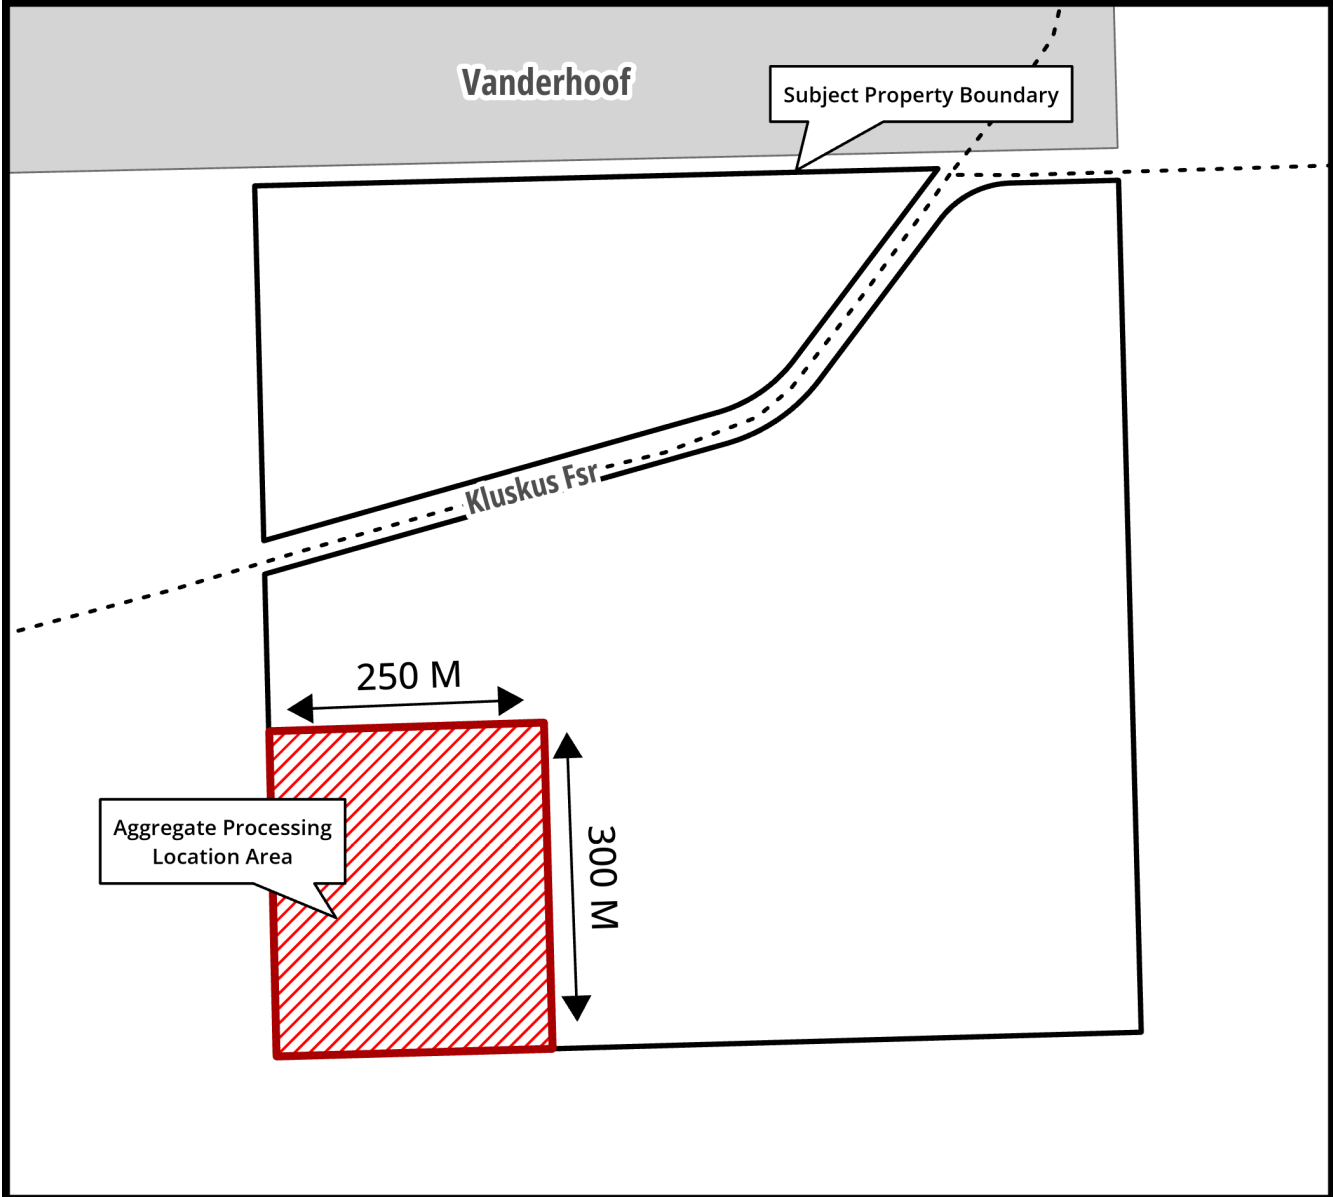 Vanderhoof
Subject Property Boundary
Kluskus Fsr
250 M
300 M
Aggregate Processing
Location Area